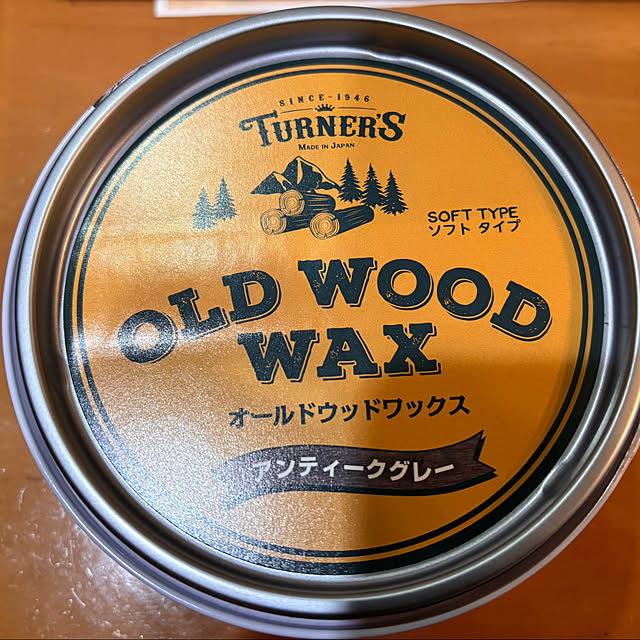 SINCE-1946
TURNER'S
MADE IN JAPAN
SOFT TYPE
ソフト タイプ
OLD WOOD
WAX
オールドウッドワックス
アンティークグレー